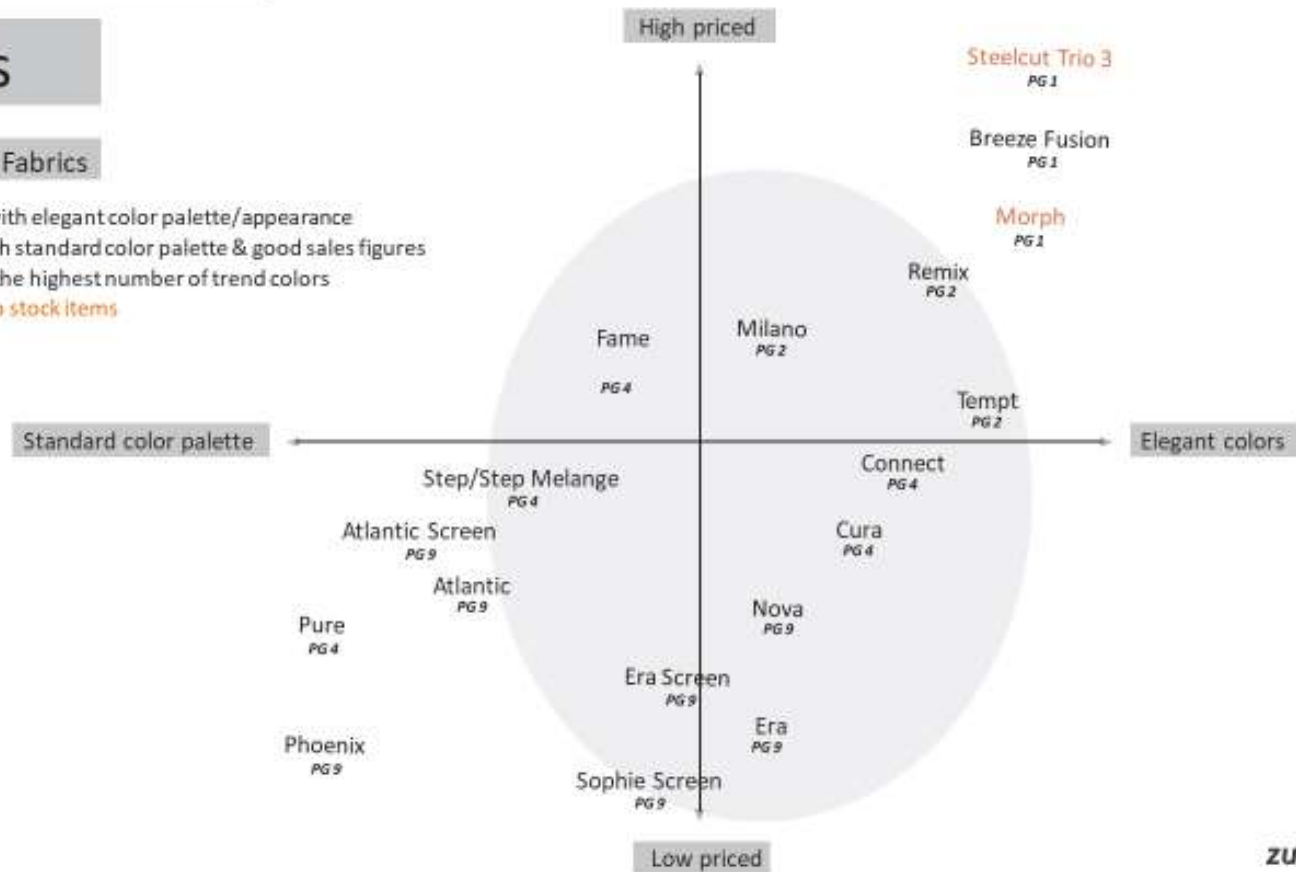 High priced
S
Fabrics
with elegant color palette/appearance
h standard color palette & good sales figures
he highest number of trend colors
stock items
Steelcut Trio 3
PG 1
Breeze Fusion
PG 1
Morph
PG 1
Remix
PG 2
Milano
PG 2
Fame
PG 4
Tempt
PG 2
Standard color palette
Elegant colors
Connect
PG 4
Step/Step Melange
PG 4
Atlantic Screen
PG 9
Cura
PG 4
Atlantic
PG 9
Nova
PG 9
Pure
PG 4
Era Screen
PG 9
Era
PG 9
Phoenix
PG 9
Sophie Screen
PG 9
Low priced
zu